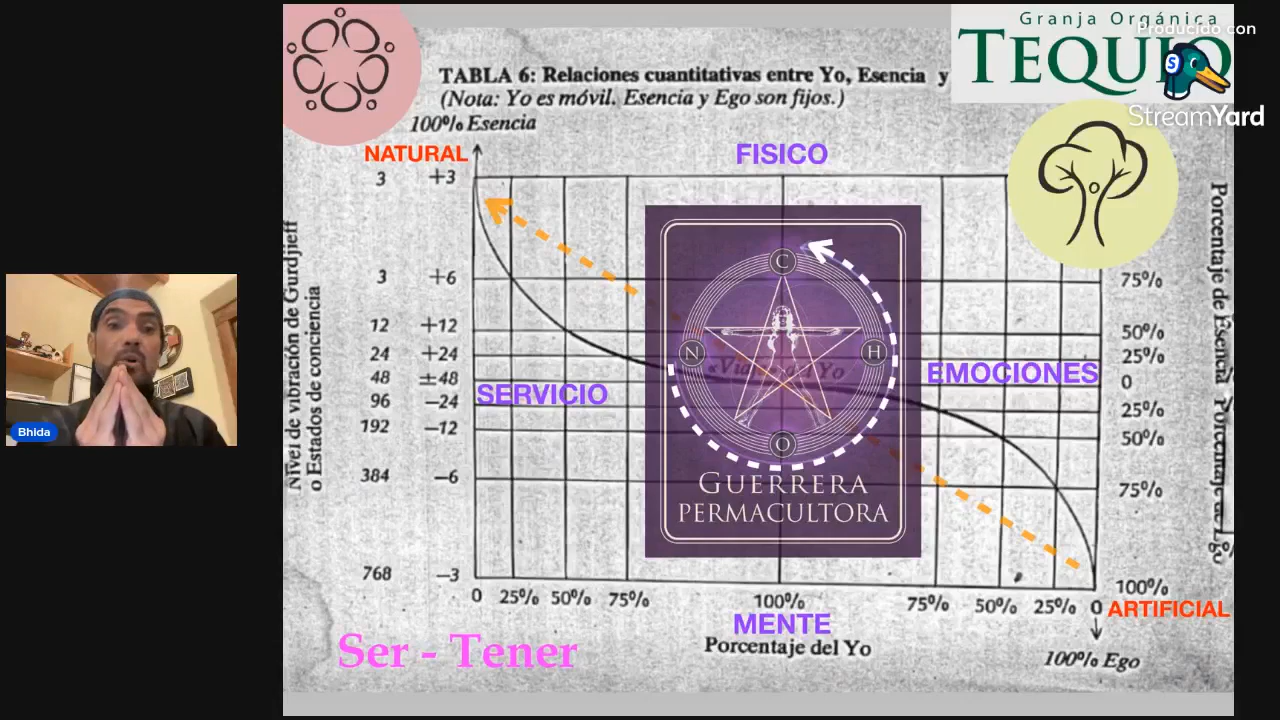 Granja Orgánica
TEQUIO
Producido con
StreamYard
TABLA 6: Relaciones cuantitativas entre Yo, Esencia y
(Nota: Yo es móvil. Esencia y Ego son fijos.)
100% Esencia
NATURAL
FISICO
3 +3
3 +6 75%
12 +12 50%
24 +24 25%
48 ±48 0
96 −24 25%
192 −12 50%
384 −6 75%
768 −3 100%
Nivel de vibración de Gurdjieff
o Estados de conciencia
Porcentaje de Esencia
SERVICIO
EMOCIONES
C
N
H
O
GUERRERA
PERMACULTORA
Bhida
0 25% 50% 75% 100% 75% 50% 25% 0
ARTIFICIAL
MENTE
Porcentaje del Yo
100% Ego
Ser - Tener